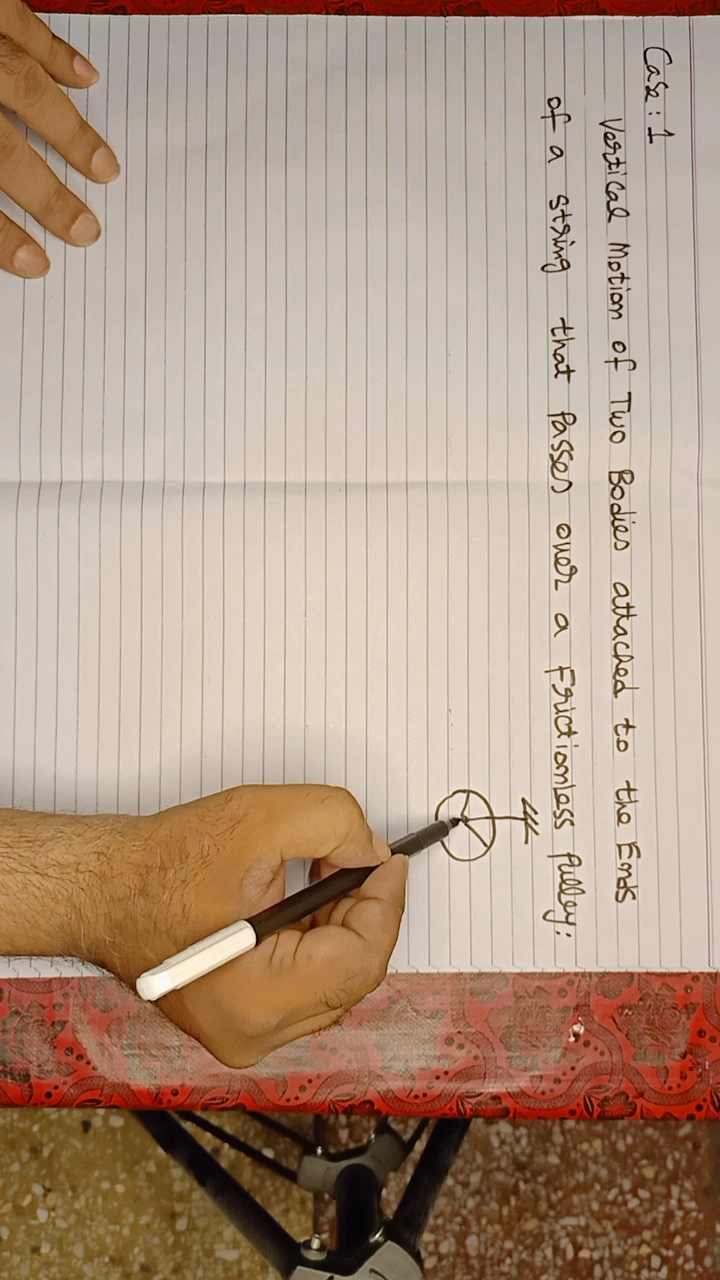 Case : 1
Vertical Motion of Two Bodies attached to the Ends
of a string that Passes over a Frictionless pulley: